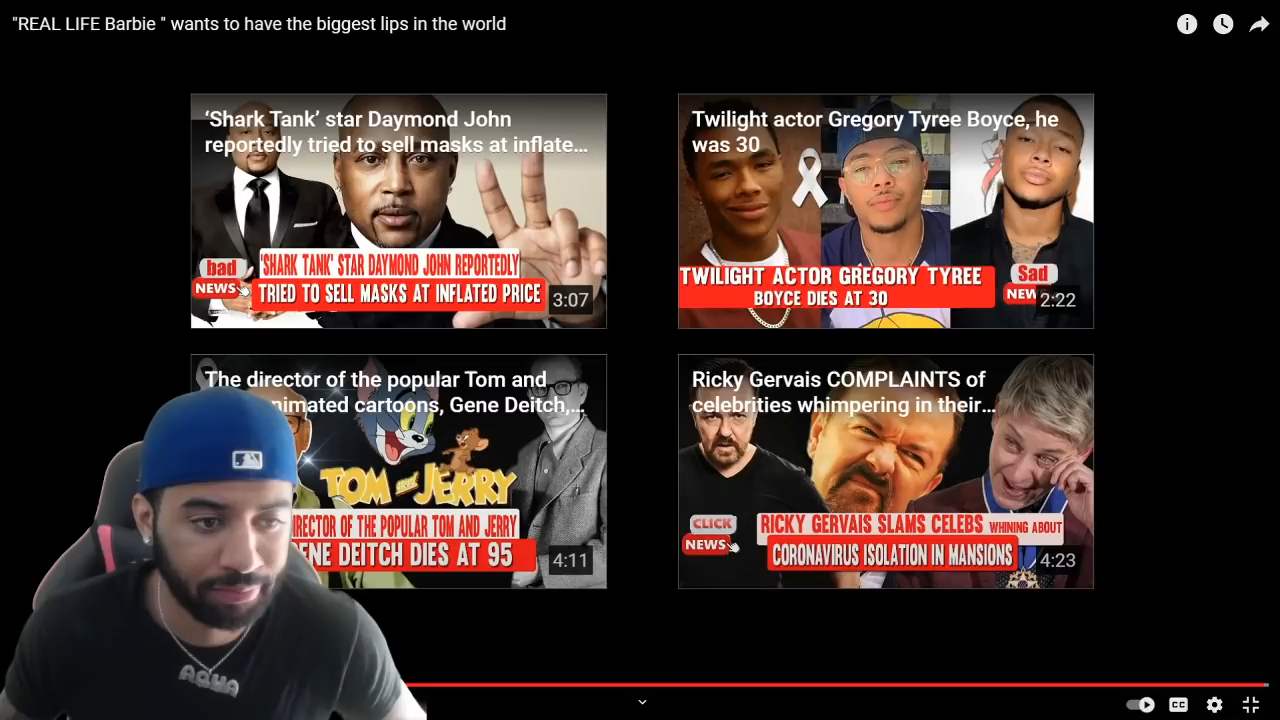 "REAL LIFE Barbie " wants to have the biggest lips in the world
‘Shark Tank’ star Daymond John
reportedly tried to sell masks at inflate...
bad
NEWS
'SHARK TANK' STAR DAYMOND JOHN REPORTEDLY
TRIED TO SELL MASKS AT INFLATED PRICE
3:07
Twilight actor Gregory Tyree Boyce, he
was 30
TWILIGHT ACTOR GREGORY TYREE
BOYCE DIES AT 30
Sad
NEW
2:22
The director of the popular Tom and
nimated cartoons, Gene Deitch,...
TOM and JERRY
IRECTOR OF THE POPULAR TOM AND JERRY
ENE DEITCH DIES AT 95
4:11
Ricky Gervais COMPLAINTS of
celebrities whimpering in their...
CLICK
NEWS
RICKY GERVAIS SLAMS CELEBS WHINING ABOUT
CORONAVIRUS ISOLATION IN MANSIONS
4:23
AQUA
CC